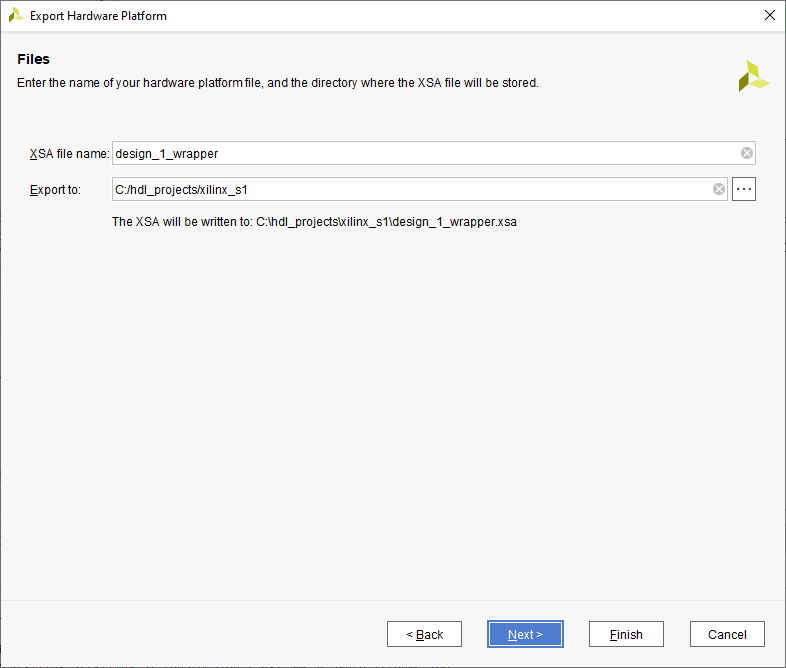 Export Hardware Platform
Files
Enter the name of your hardware platform file, and the directory where the XSA file will be stored.
XSA file name: design_1_wrapper
Export to: C:/hdl_projects/xilinx_s1 ...
The XSA will be written to: C:\hdl_projects\xilinx_s1\design_1_wrapper.xsa
< Back Next > Finish Cancel